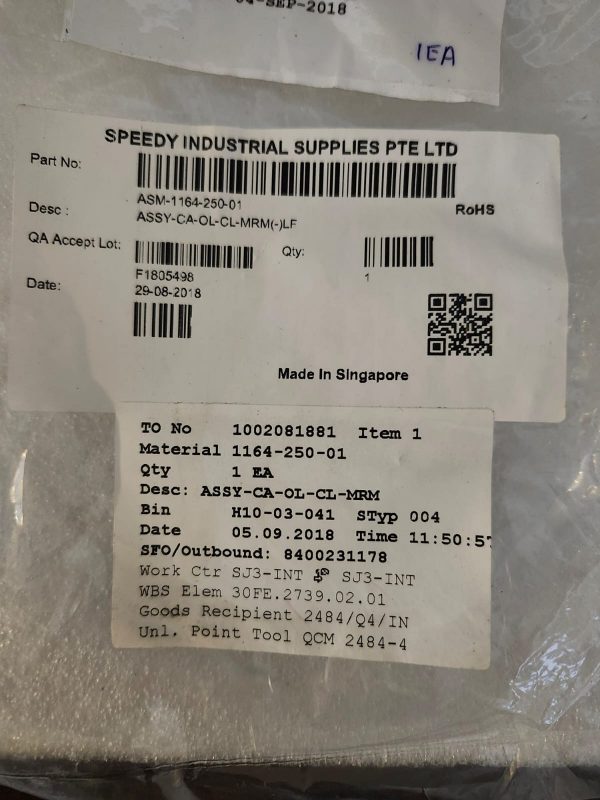 04-SEP-2018
1EA
SPEEDY INDUSTRIAL SUPPLIES PTE LTD
Part No:
ASM-1164-250-01
RoHS
Desc :
ASSY-CA-OL-CL-MRM(-)LF
QA Accept Lot:
Qty:
F1805498
1
Date:
29-08-2018
Made In Singapore
TO No 1002081881 Item 1
Material 1164-250-01
Qty 1 EA
Desc: ASSY-CA-OL-CL-MRM
Bin H10-03-041 STyp 004
Date 05.09.2018 Time 11:50:57
SFO/Outbound: 8400231178
Work Ctr SJ3-INT SJ3-INT
WBS Elem 30FE.2739.02.01
Goods Recipient 2484/Q4/IN
Unl. Point Tool QCM 2484-4